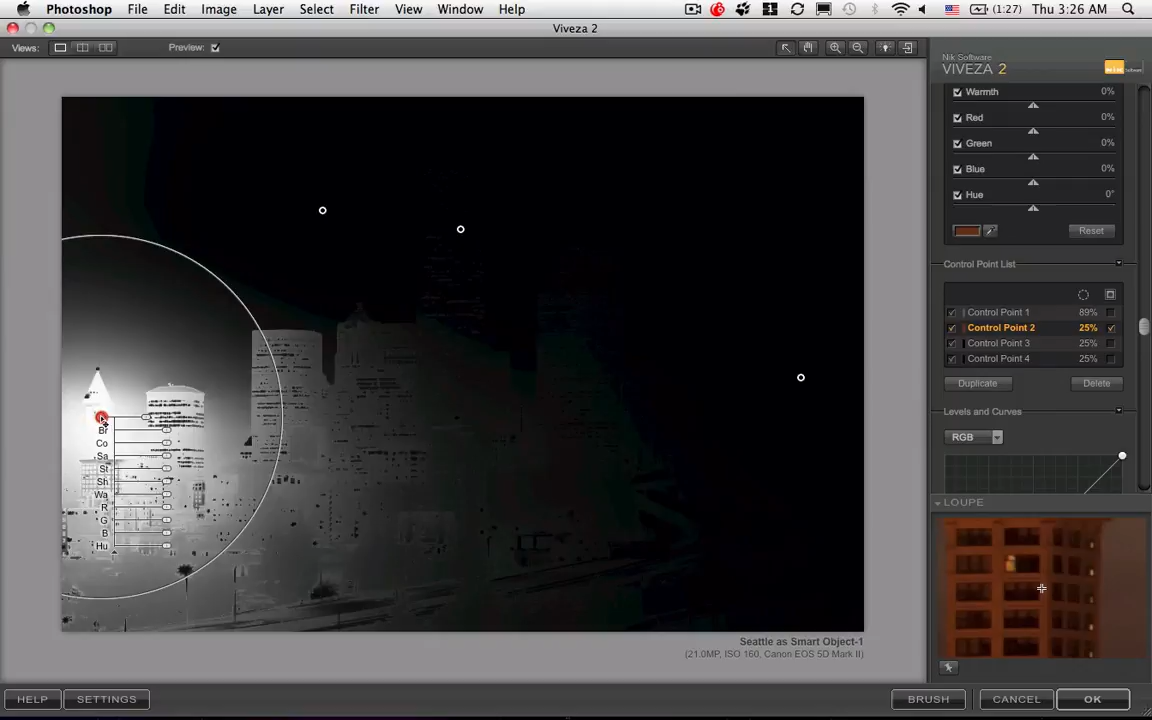 Photoshop File Edit Image Layer Select Filter View Window Help
(1:27) Thu 3:26 AM
Viveza 2
Views:
Preview:
Nik Software
VIVEZA 2
Warmth 0%
Red 0%
Green 0%
Blue 0%
Hue 0°
Reset
Control Point List
Control Point 1 89%
Control Point 2 25%
Control Point 3 25%
Control Point 4 25%
Duplicate Delete
Levels and Curves
RGB
LOUPE
Br
Co
Sa
St
Sh
Wa
R
G
B
Hu
Seattle as Smart Object-1
(21.0MP, ISO 160, Canon EOS 5D Mark II)
HELP SETTINGS BRUSH CANCEL OK